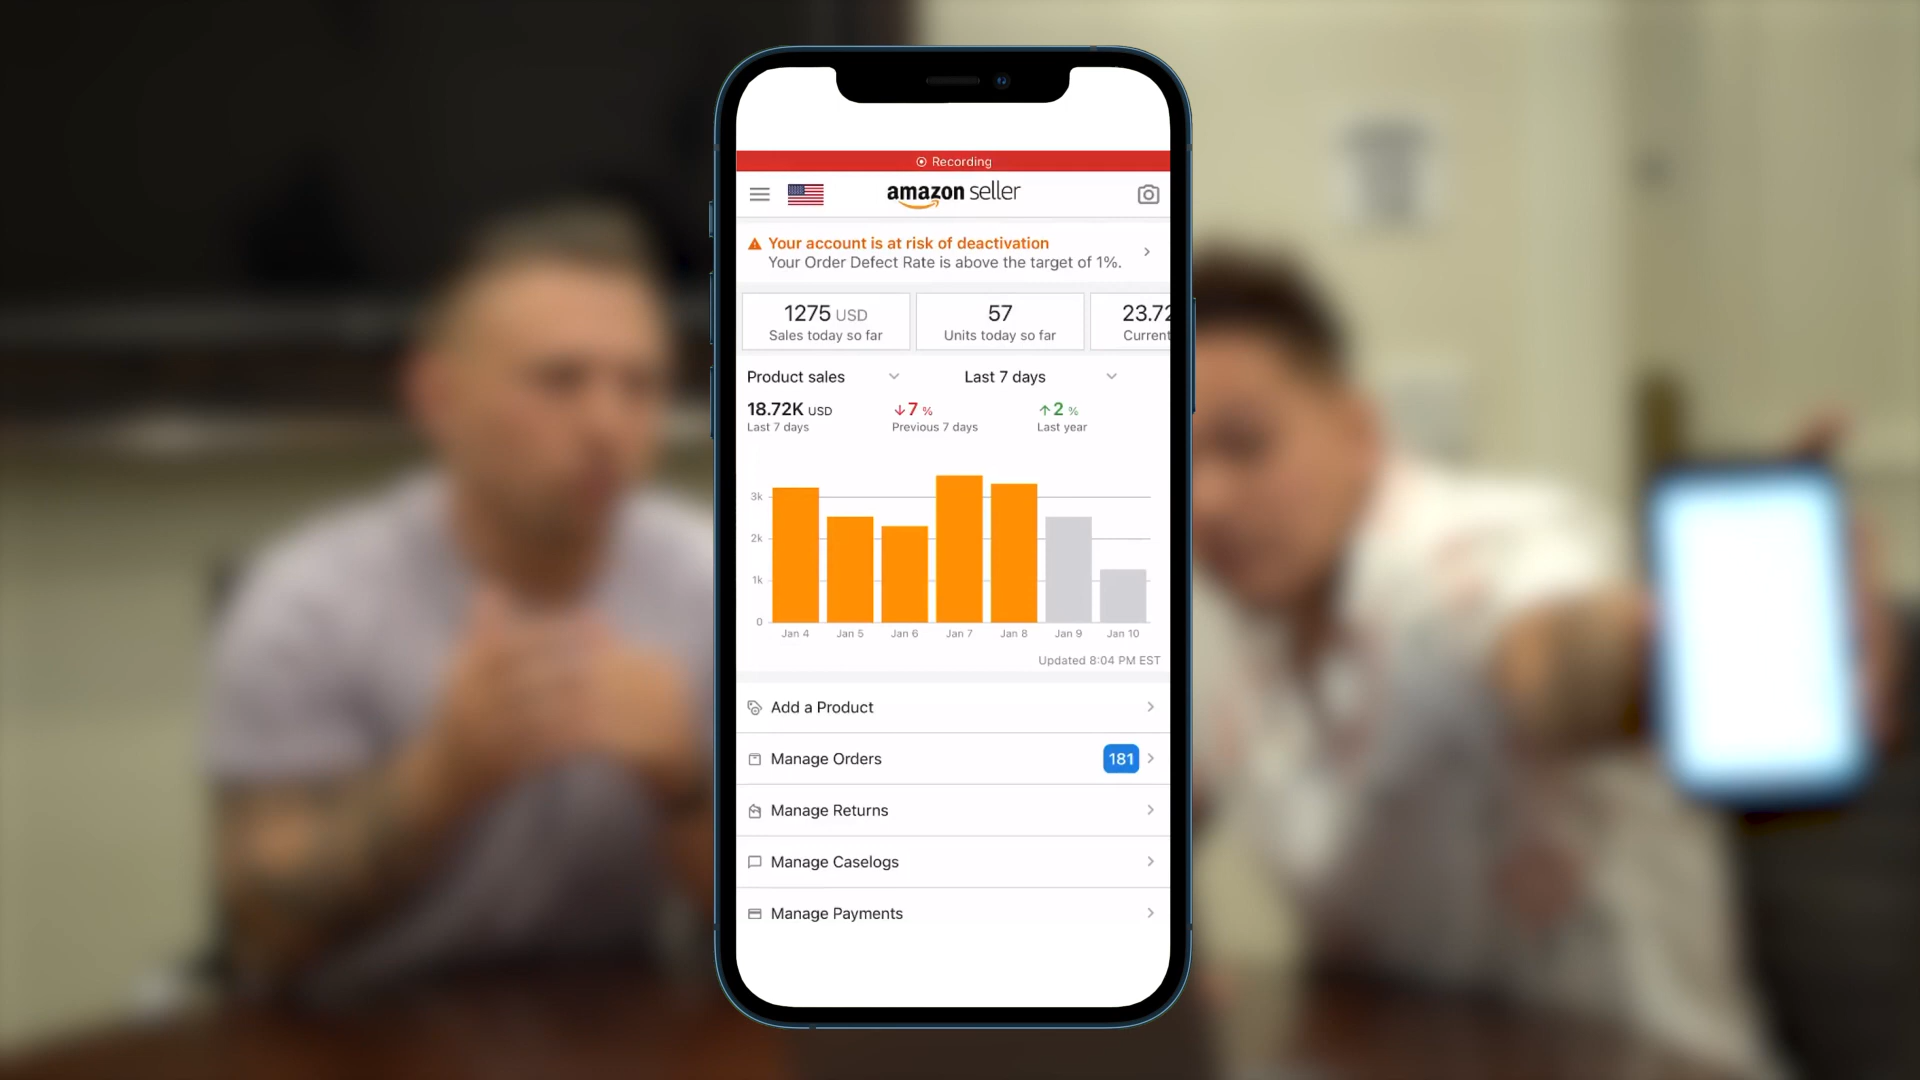 Recording
amazon seller
Your account is at risk of deactivation
Your Order Defect Rate is above the target of 1%.
1275 USD
Sales today so far
57
Units today so far
23.72
Current
Product sales
Last 7 days
18.72K USD
Last 7 days
↓7 %
Previous 7 days
↑2 %
Last year
3k
2k
1k
0
Jan 4 Jan 5 Jan 6 Jan 7 Jan 8 Jan 9 Jan 10
Updated 8:04 PM EST
Add a Product
Manage Orders 181
Manage Returns
Manage Caselogs
Manage Payments